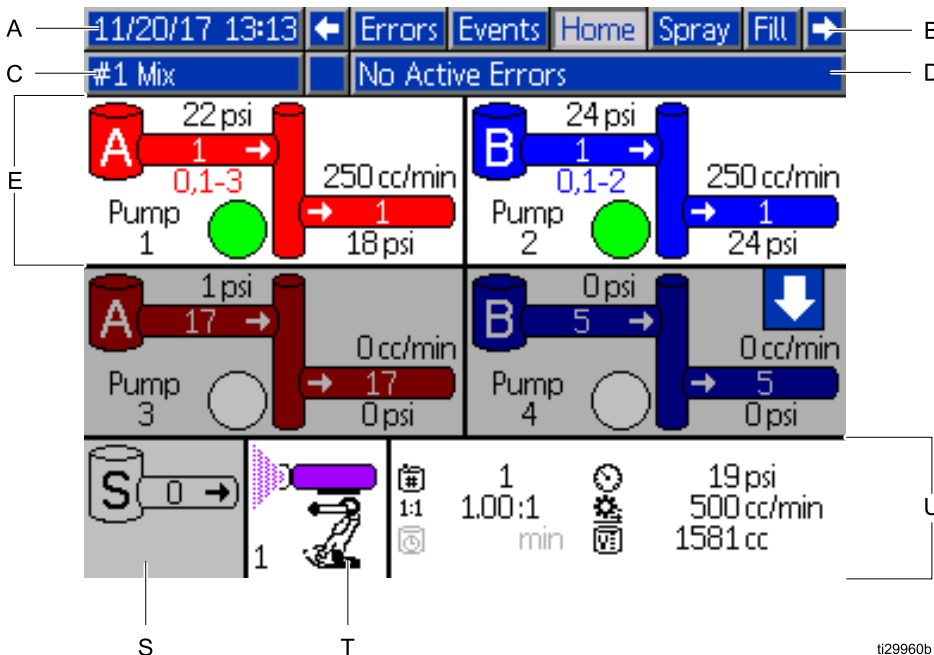 A 11/20/17 13:13 Errors Events Home Spray Fill B
C #1 Mix No Active Errors D
22 psi 24 psi
A 1 B 1
E 0,1-3 250 cc/min 0,1-2 250 cc/min
Pump 1 1 Pump 2 1
18 psi 24 psi
1 psi 0 psi
A 17 B 5
0 cc/min 0 cc/min
Pump 3 17 Pump 4 5
0 psi 0 psi
S 0 # 1 19 psi
1:1 1.00:1 500 cc/min U
1 min V: 1581 cc
S T
ti29960b